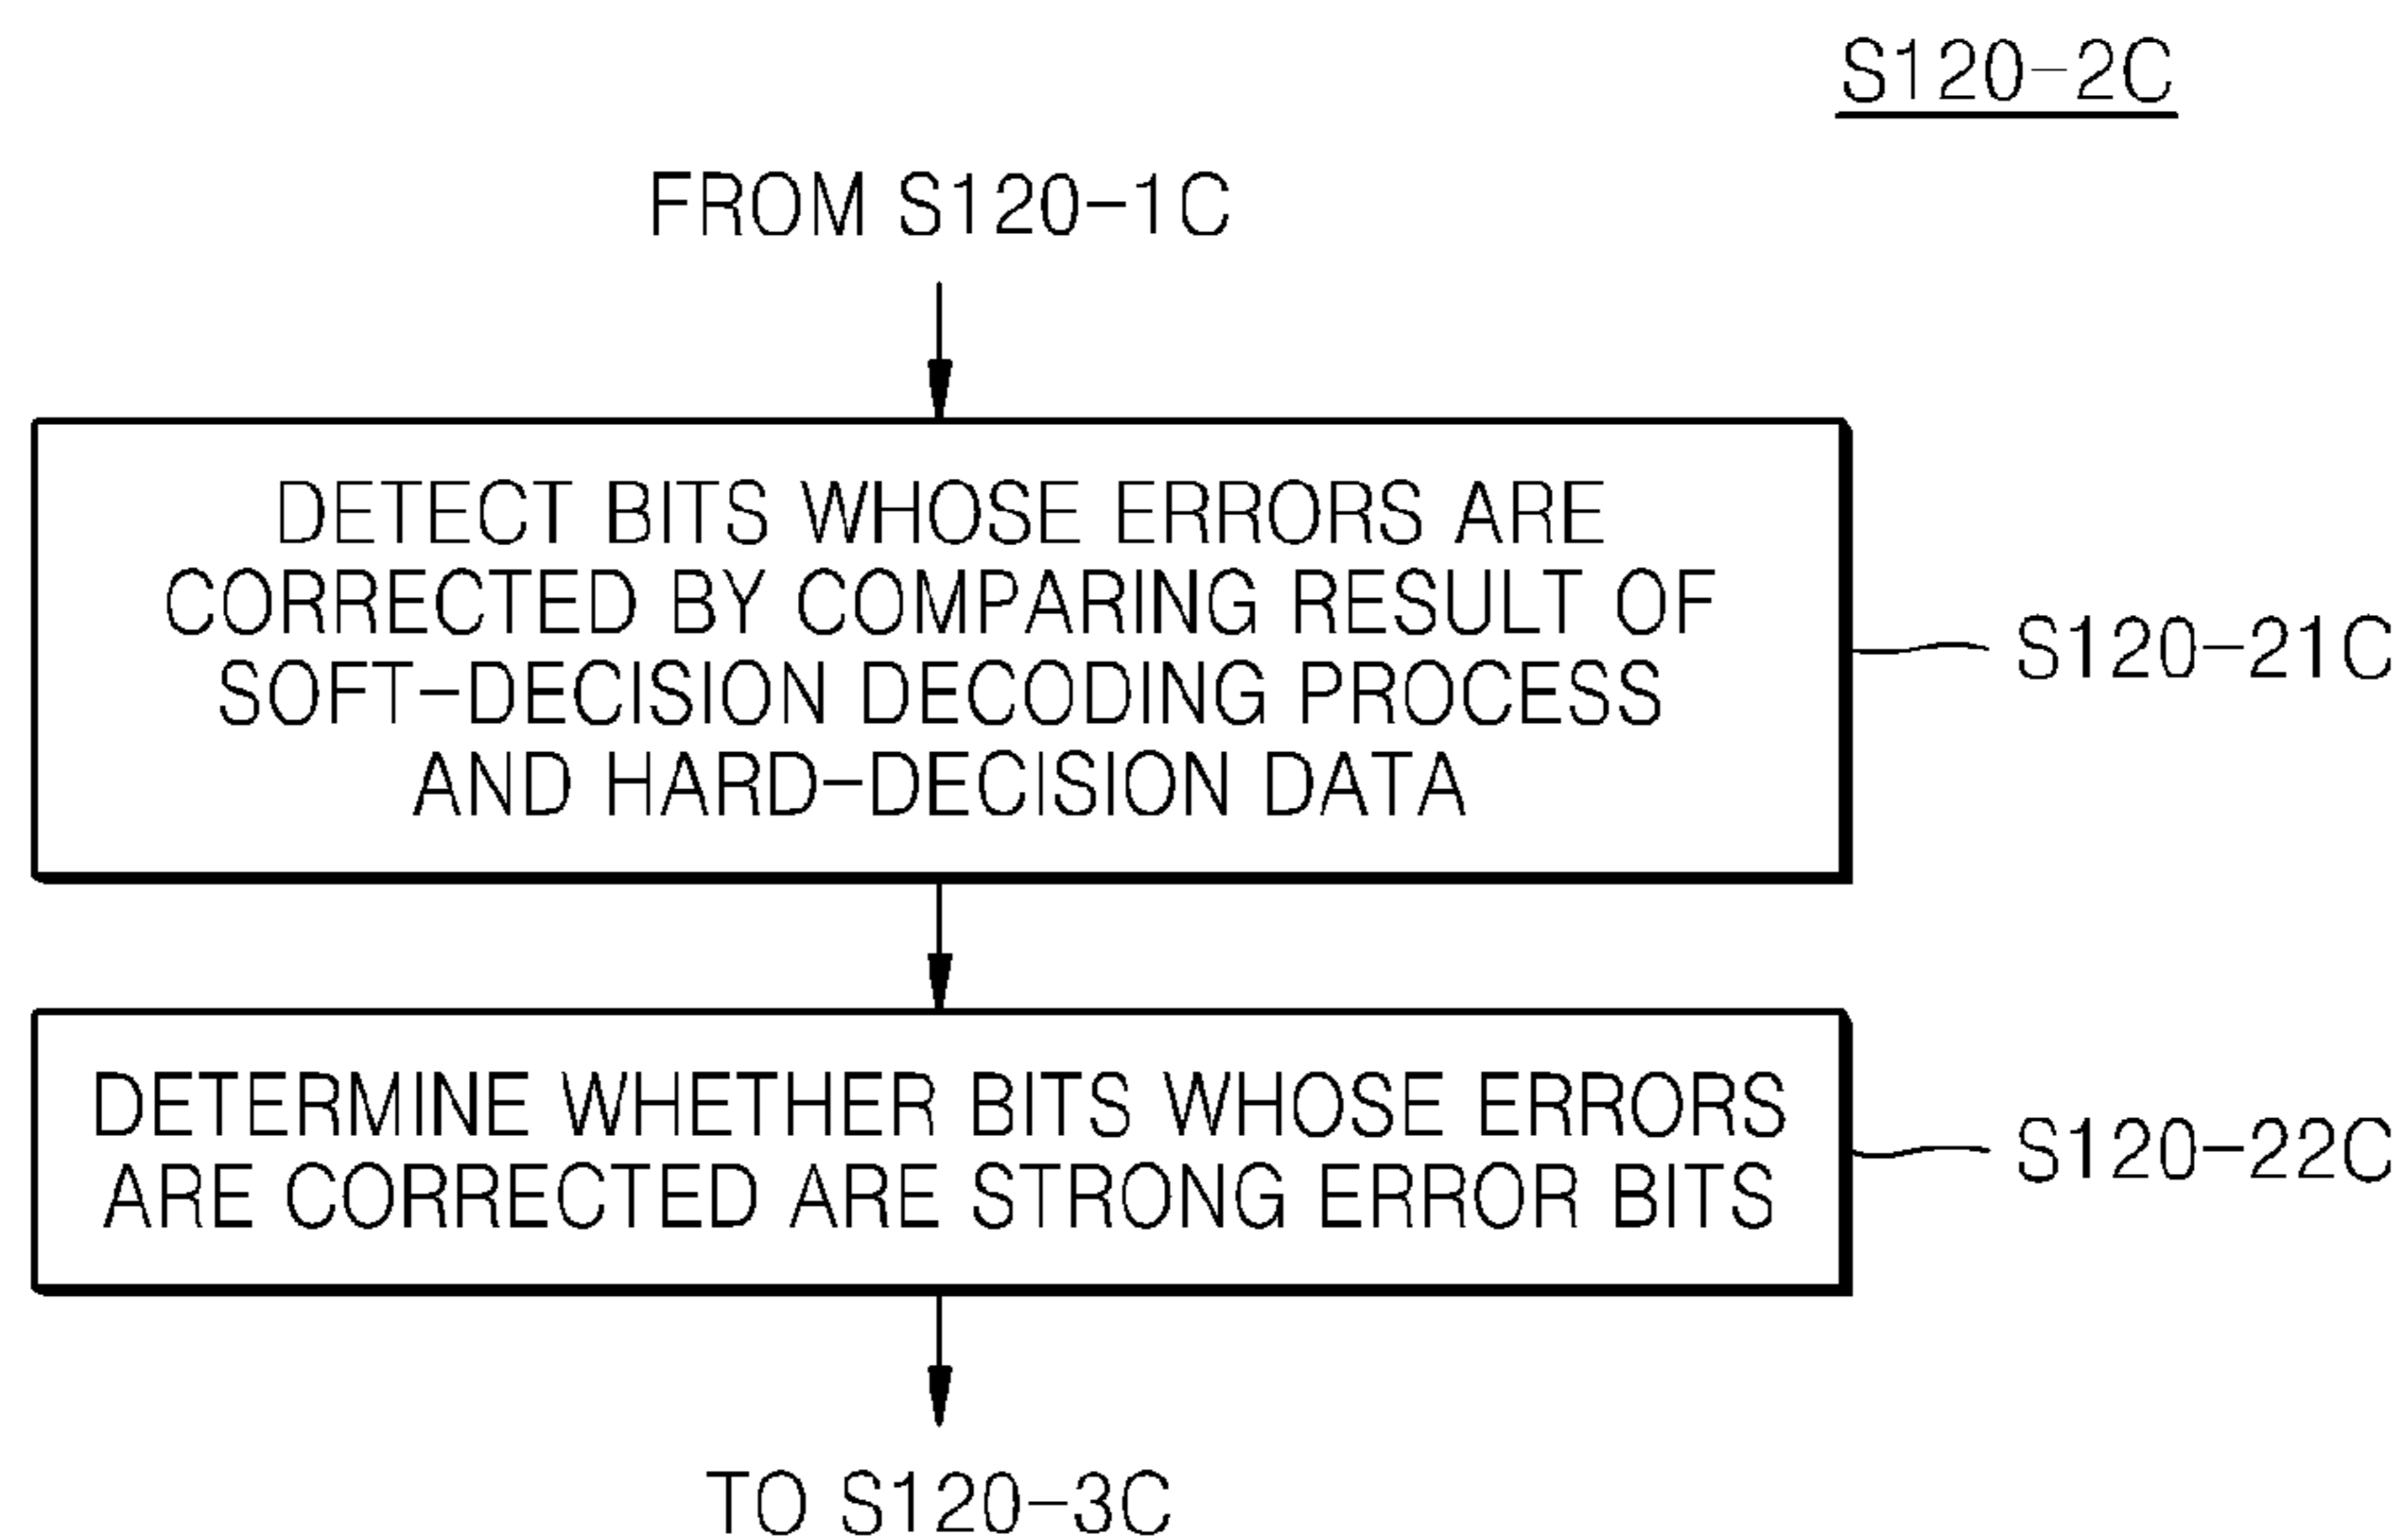 S120-2C
FROM S120-1C
DETECT BITS WHOSE ERRORS ARE
CORRECTED BY COMPARING RESULT OF
SOFT-DECISION DECODING PROCESS
AND HARD-DECISION DATA
S120-21C
DETERMINE WHETHER BITS WHOSE ERRORS
ARE CORRECTED ARE STRONG ERROR BITS
S120-22C
TO S120-3C